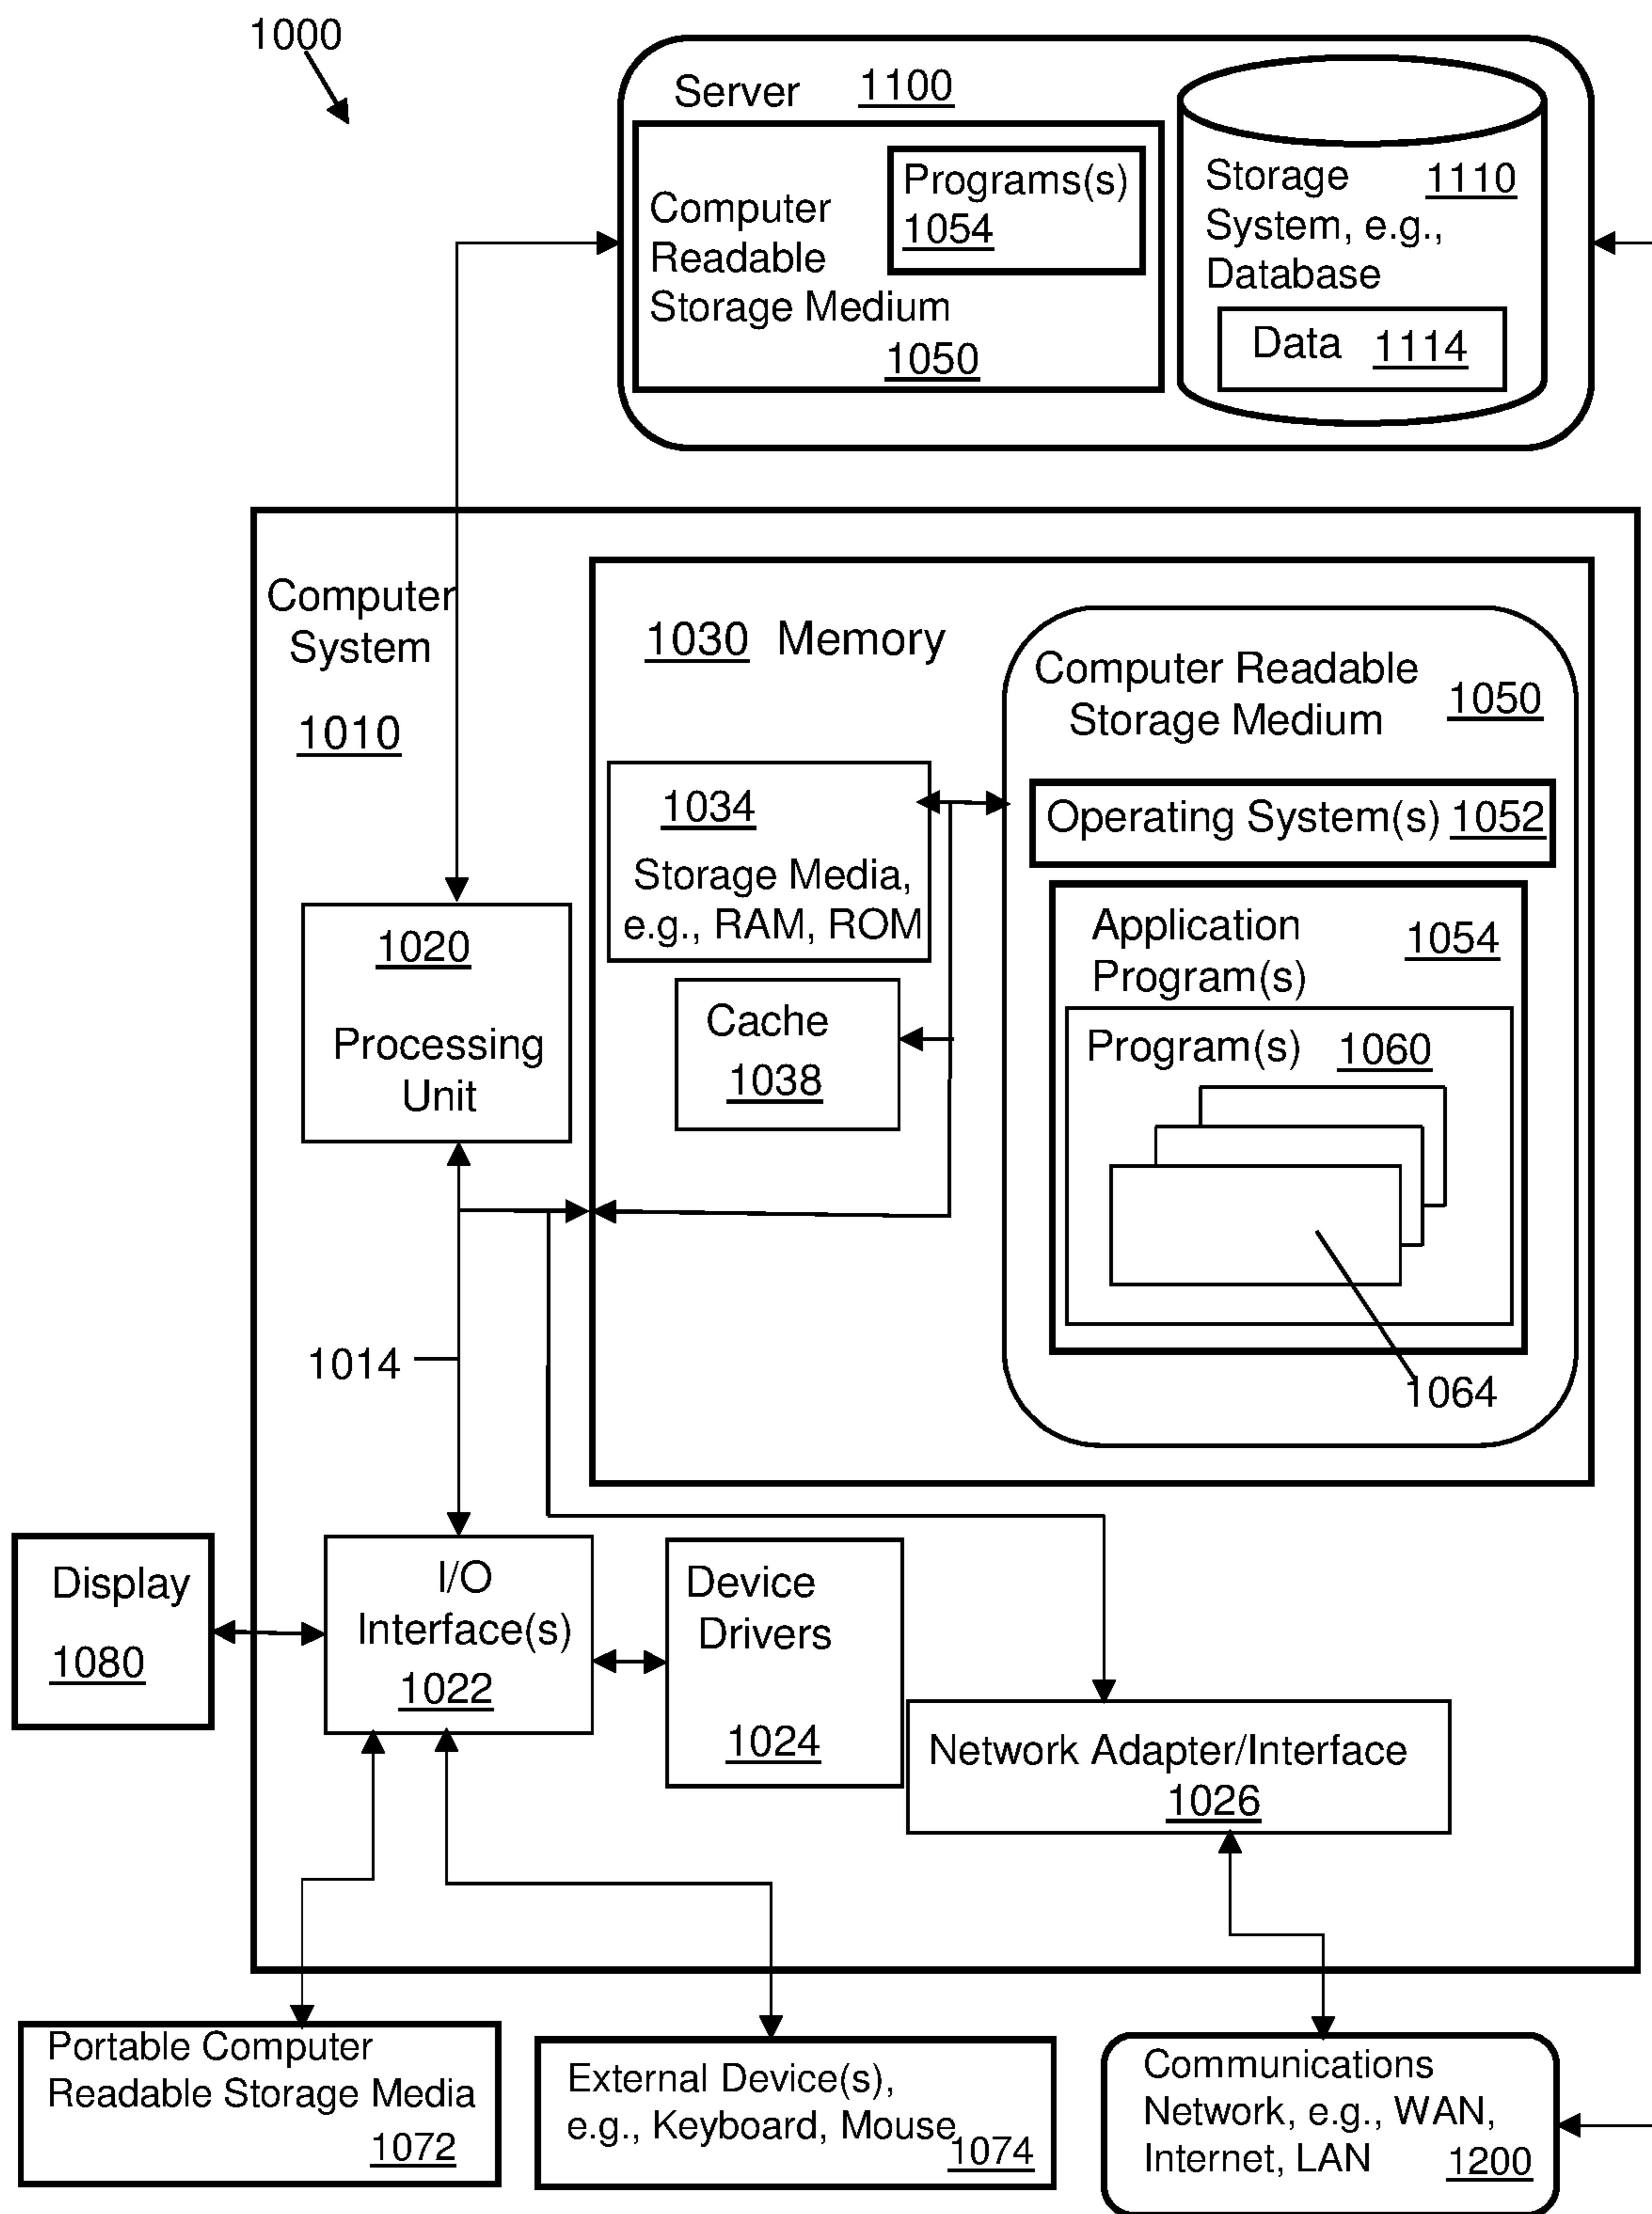 1000
Server 1100
Programs(s)
1054
Computer
Readable
Storage Medium
1050
Storage 1110
System, e.g.,
Database
Data 1114
Computer
System
1010
1030 Memory
Computer Readable
Storage Medium
1050
1034
Storage Media,
e.g., RAM, ROM
Operating System(s) 1052
Cache
1038
Application
Program(s)
1054
Program(s) 1060
1064
1020
Processing
Unit
1014
Display
1080
I/O
Interface(s)
1022
Device
Drivers
1024
Network Adapter/Interface
1026
Portable Computer
Readable Storage Media
1072
External Device(s),
e.g., Keyboard, Mouse
1074
Communications
Network, e.g., WAN,
Internet, LAN
1200